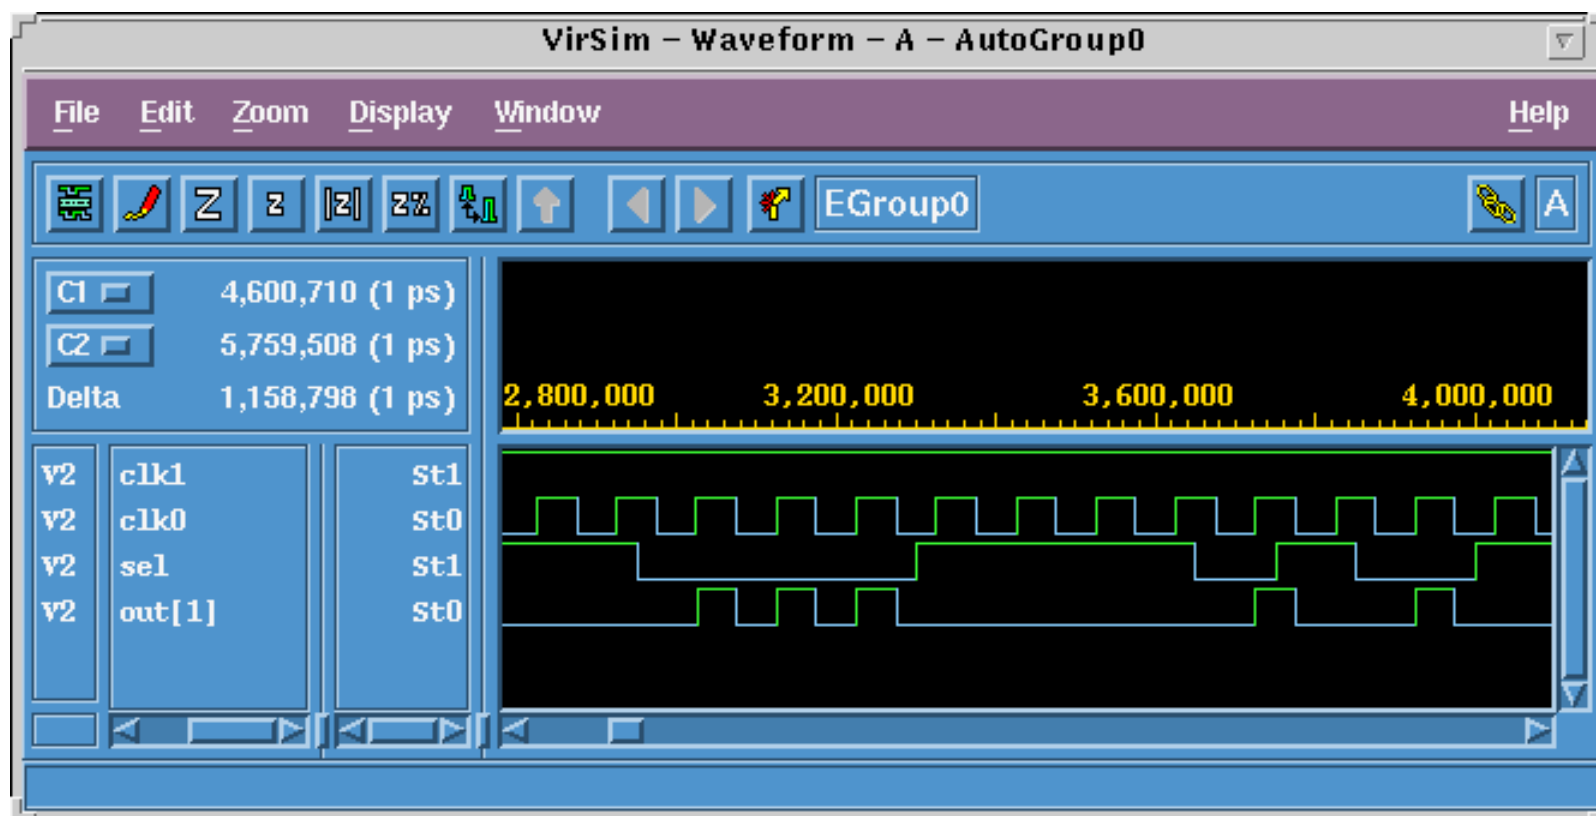 VirSim – Waveform – A – AutoGroup0
File Edit Zoom Display Window Help
Z z |z| z% EGroup0 A
C1 4,600,710 (1 ps)
C2 5,759,508 (1 ps)
Delta 1,158,798 (1 ps)
2,800,000 3,200,000 3,600,000 4,000,000
V2 clk1 St1
V2 clk0 St0
V2 sel St1
V2 out[1] St0